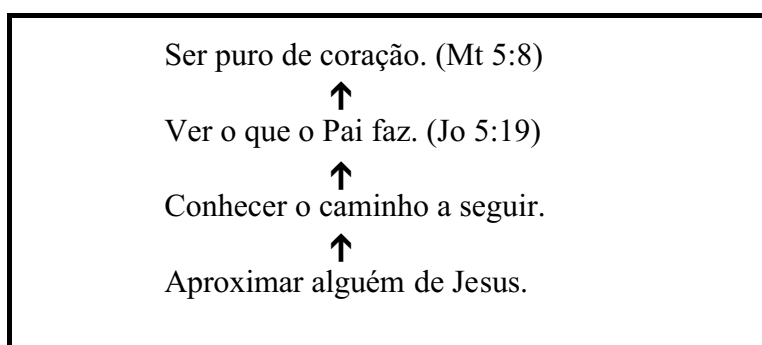 Ser puro de coração. (Mt 5:8)
↑
Ver o que o Pai faz. (Jo 5:19)
↑
Conhecer o caminho a seguir.
↑
Aproximar alguém de Jesus.